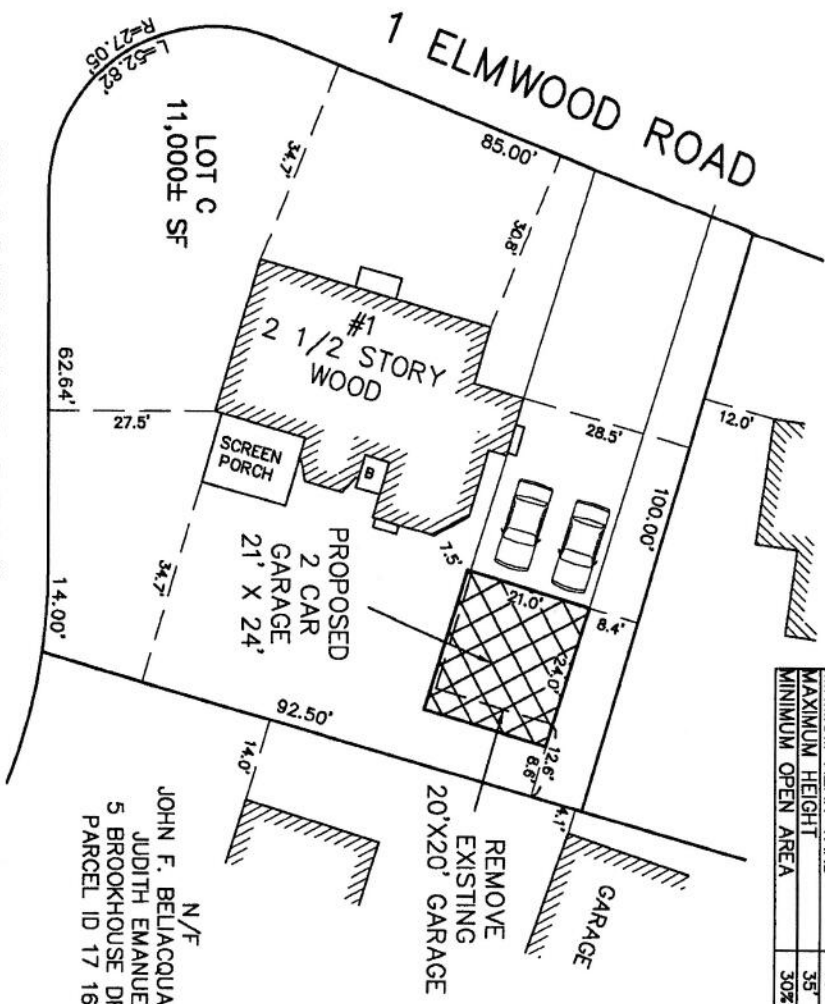 1 ELMWOOD ROAD
R=27.05'
L=52.82'
LOT C
11,000± SF
34.7'
85.00'
30.8'
#1
2 1/2 STORY
WOOD
62.64'
27.5'
SCREEN
PORCH
B
28.5'
12.0'
100.00'
7.5'
21.0'
8.4'
24.0'
12.6'
8.6'
4.1'
PROPOSED
2 CAR
GARAGE
21' X 24'
34.7'
14.00'
92.50'
14.0'
REMOVE
EXISTING
20'X20' GARAGE
GARAGE
N/F
JOHN F. BELIACQUA
JUDITH EMANUE
5 BROOKHOUSE DR
PARCEL ID 17 16
MAXIMUM HEIGHT 35'
MINIMUM OPEN AREA 30%